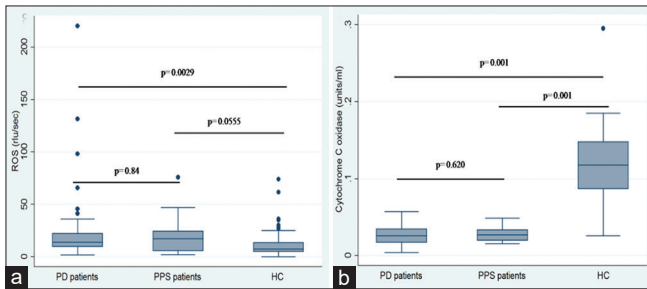 ROS (rlu/sec)
200
150
100
50
0
p=0.0029
p=0.0555
p=0.84
PD patients
PPS patients
HC
a
Cytochrome C oxidase (units/ml)
.3
.2
.1
0
p=0.001
p=0.001
p=0.620
PD patients
PPS patients
HC
b